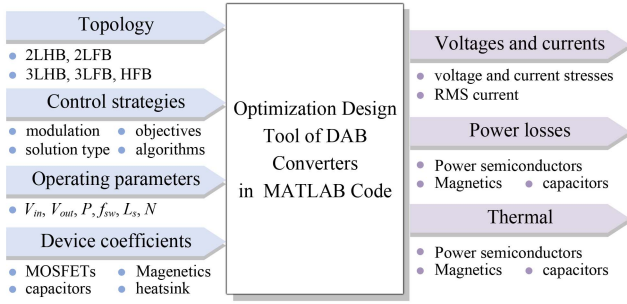 Topology
2LHB, 2LFB
3LHB, 3LFB, HFB
Control strategies
modulation objectives
solution type algorithms
Operating parameters
Vin, Vout, P, fsw, Ls, N
Device coefficients
MOSFETs Magenetics
capacitors heatsink
Optimization Design
Tool of DAB
Converters
in MATLAB Code
Voltages and currents
voltage and current stresses
RMS current
Power losses
Power semiconductors
Magnetics capacitors
Thermal
Power semiconductors
Magnetics capacitors